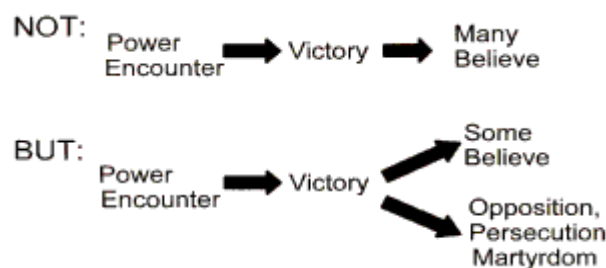 NOT:
Power
Encounter
Victory
Many
Believe
BUT:
Power
Encounter
Victory
Some
Believe
Opposition,
Persecution
Martyrdom